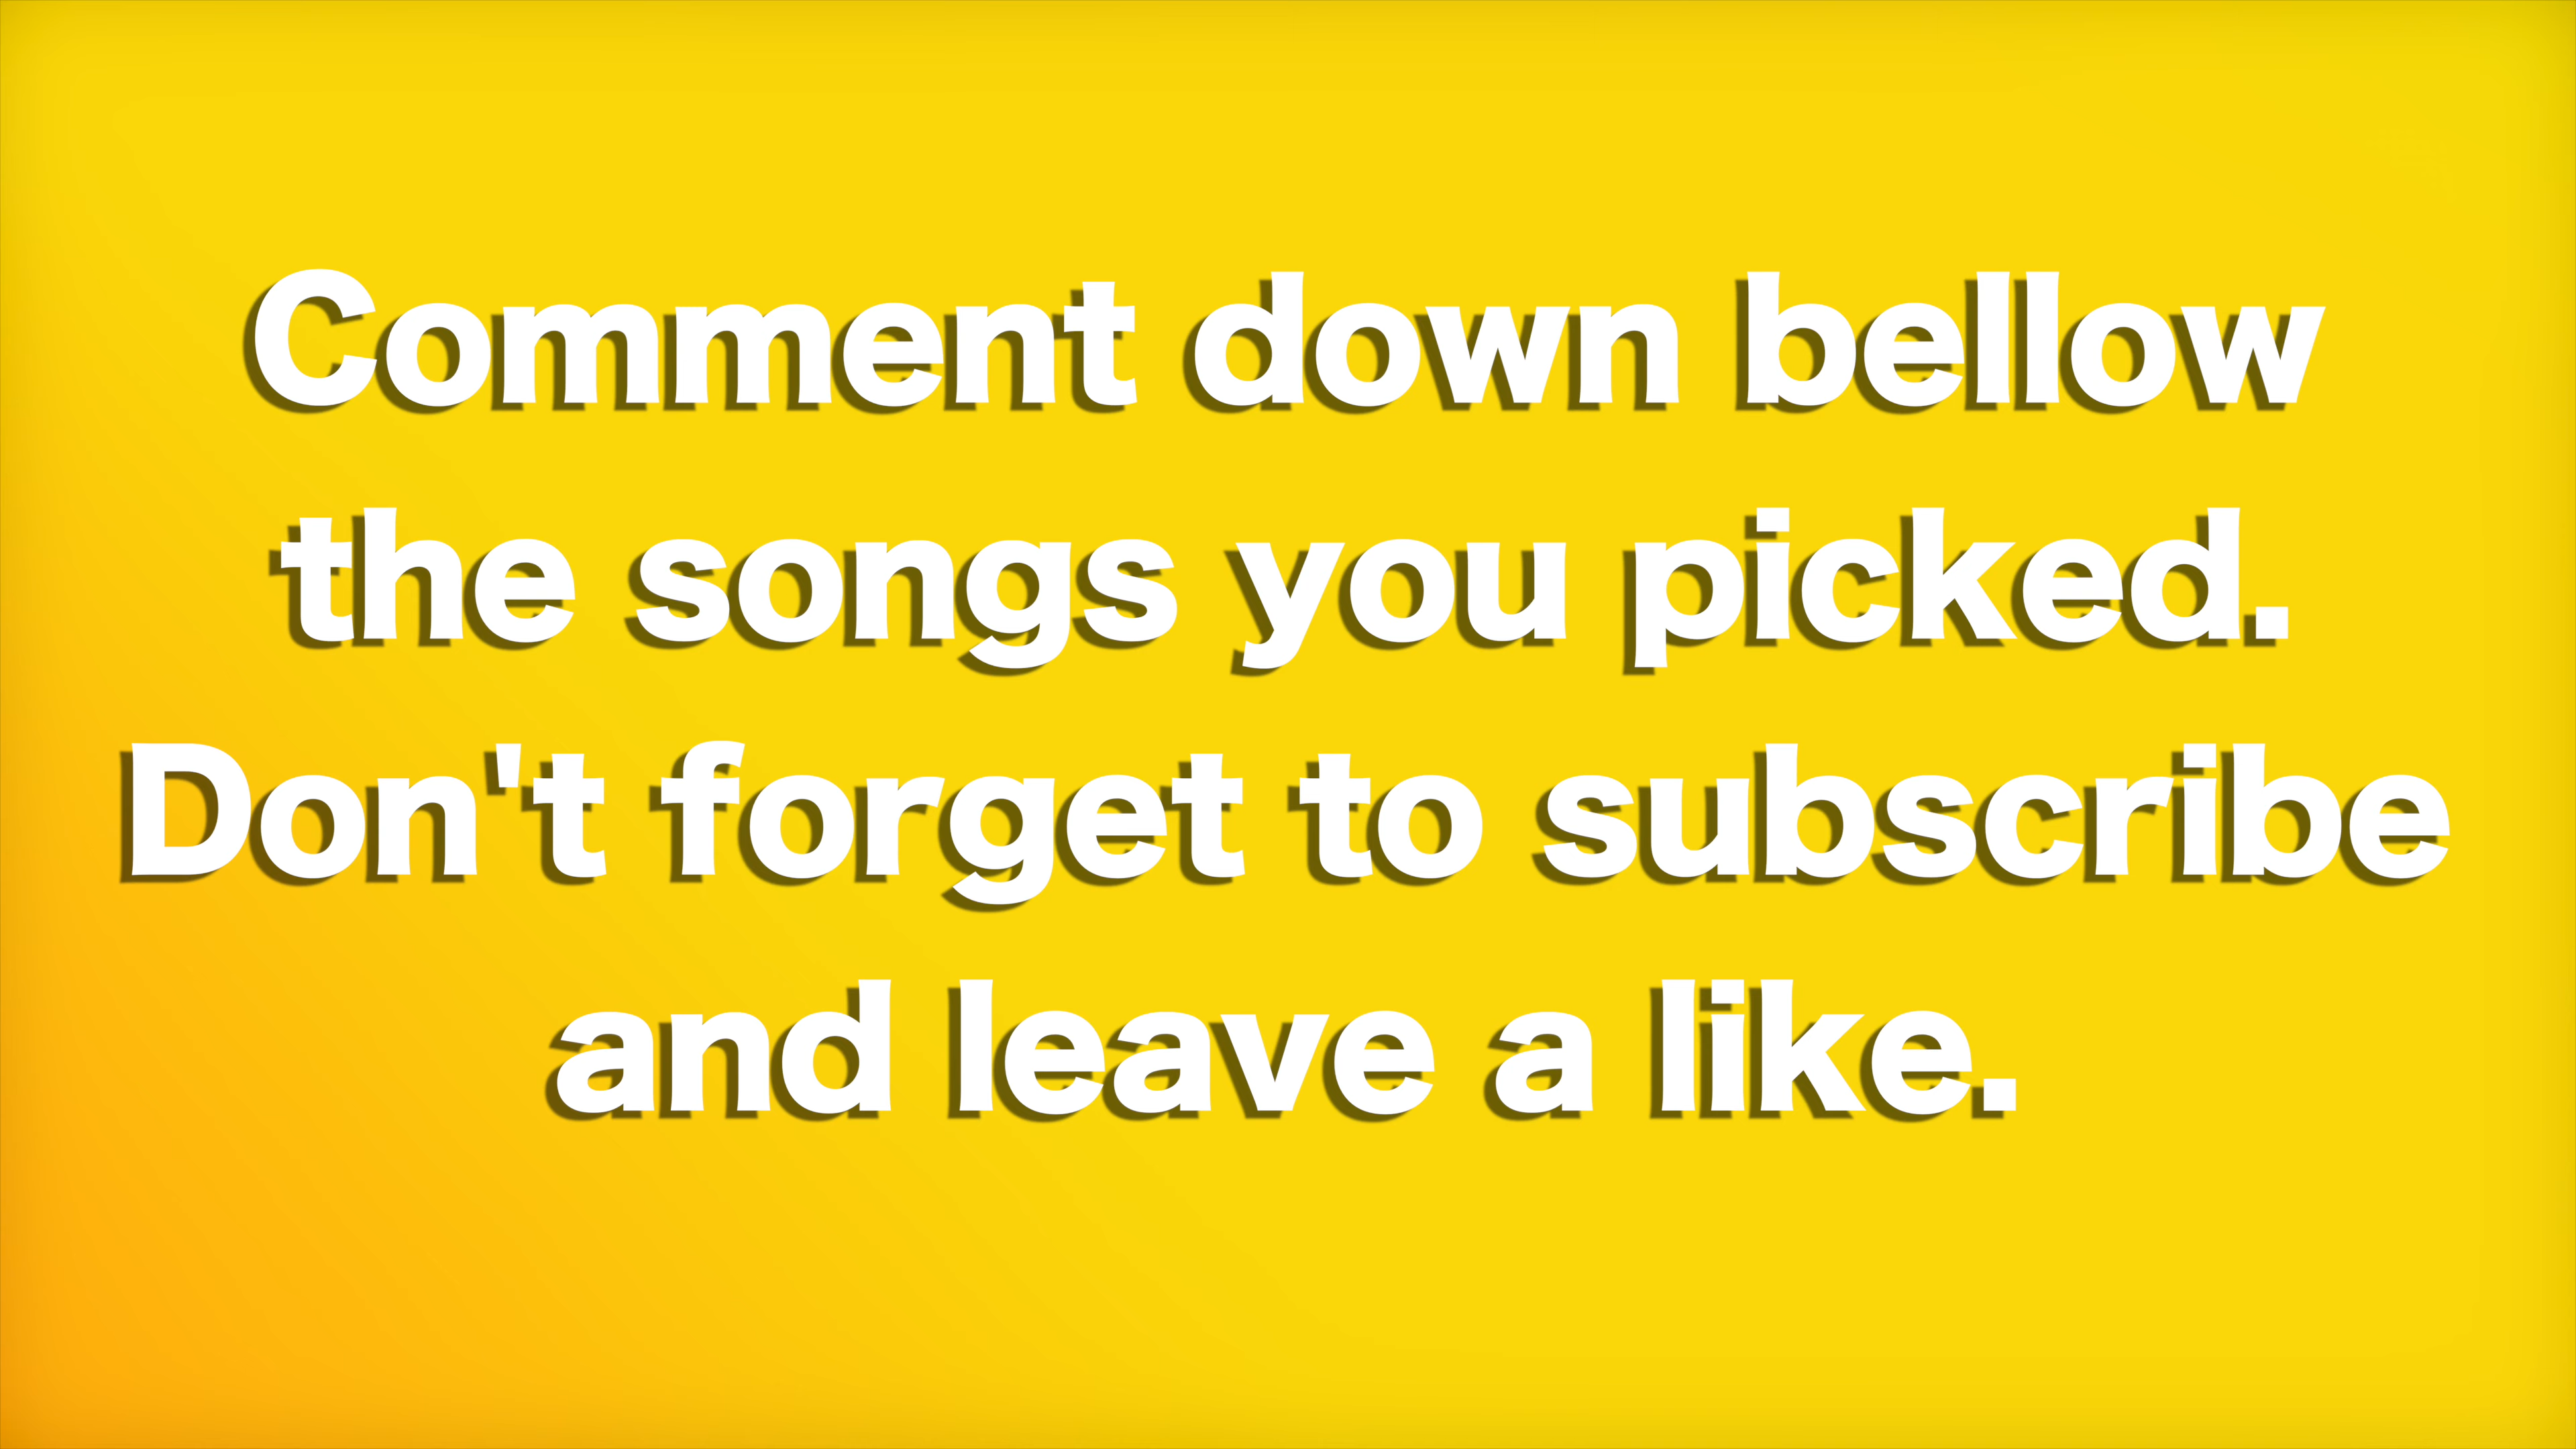 Comment down bellow
the songs you picked.
Don't forget to subscribe
and leave a like.